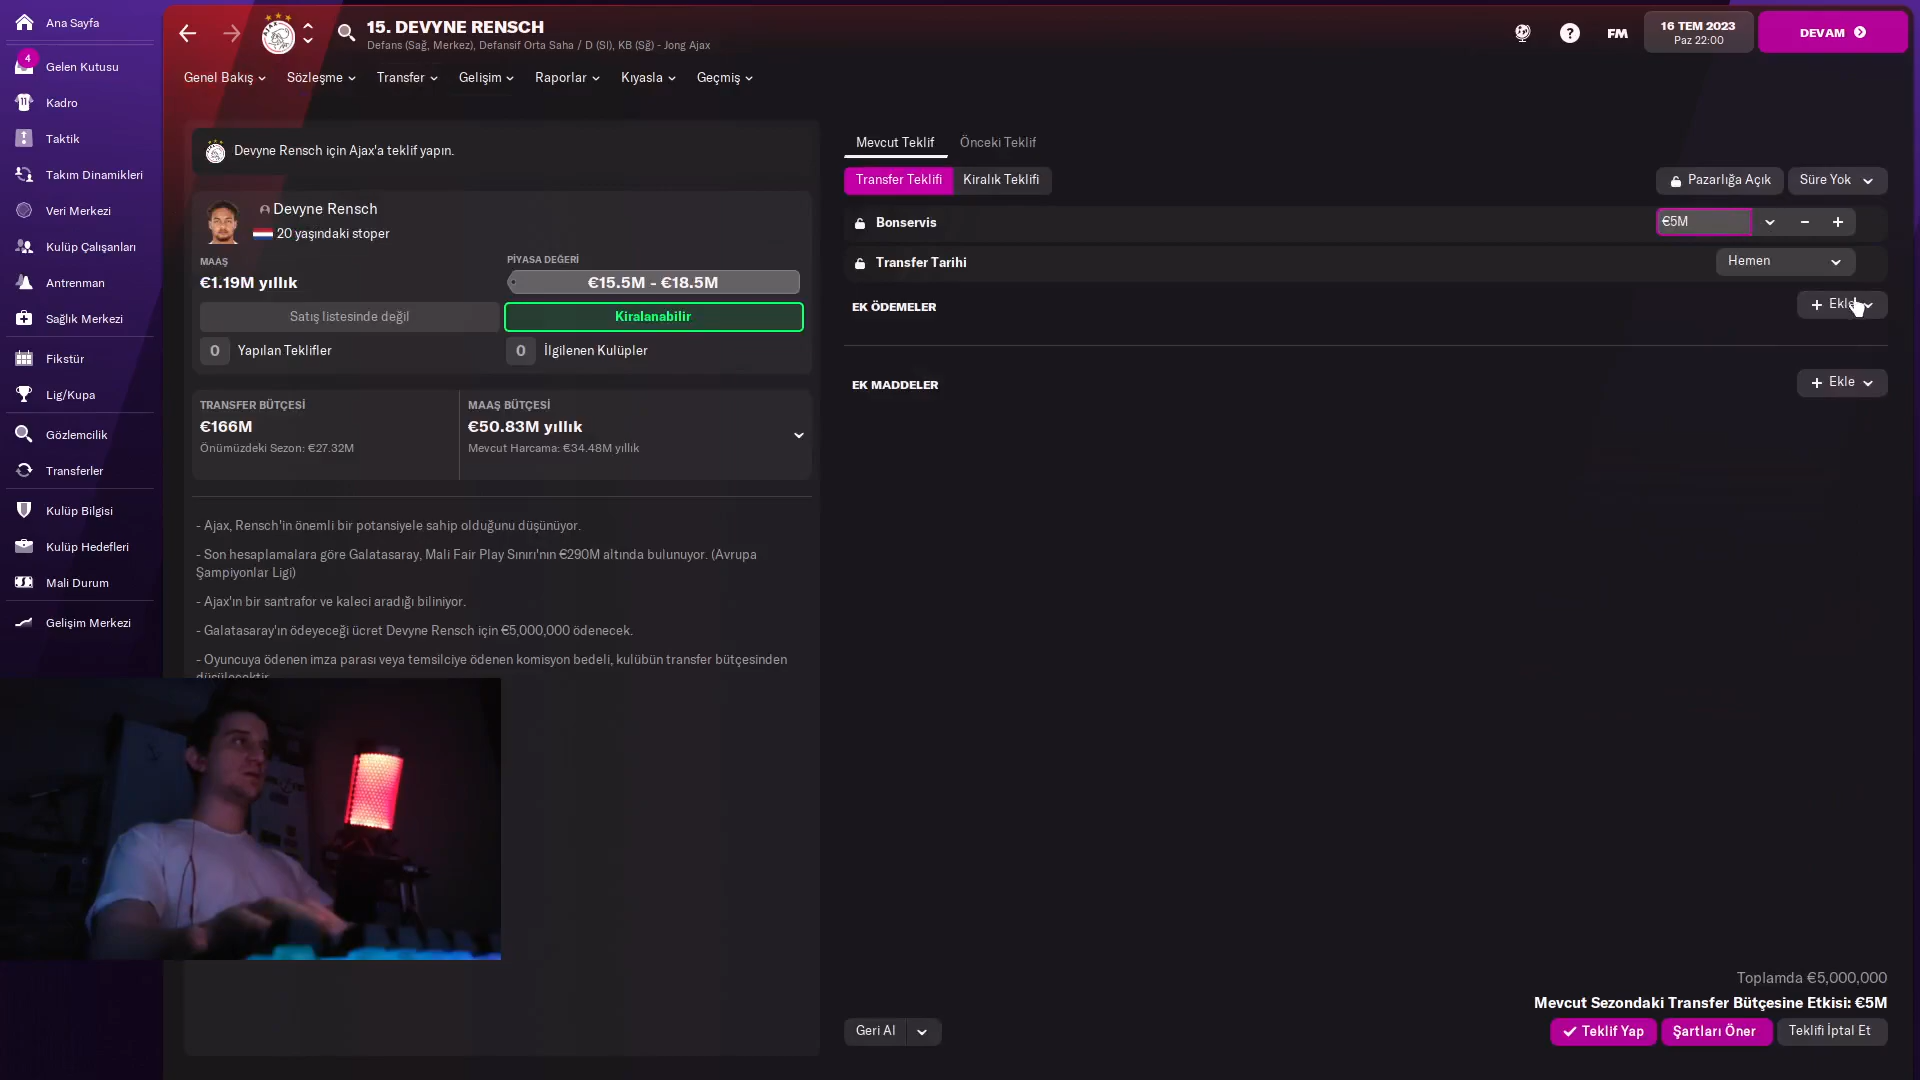 Ana Sayfa
4
Gelen Kutusu
Kadro
Taktik
Takım Dinamikleri
Veri Merkezi
Kulüp Çalışanları
Antrenman
Sağlık Merkezi
Fikstür
Lig/Kupa
Gözlemcilik
Transferler
Kulüp Bilgisi
Kulüp Hedefleri
Mali Durum
Gelişim Merkezi
15. DEVYNE RENSCH
Defans (Sağ, Merkez), Defansif Orta Saha / D (Sl), KB (Sğ) - Jong Ajax
FM
16 TEM 2023
Paz 22:00
DEVAM
Genel Bakış
Sözleşme
Transfer
Gelişim
Raporlar
Kıyasla
Geçmiş
Devyne Rensch için Ajax'a teklif yapın.
Devyne Rensch
20 yaşındaki stoper
MAAŞ
€1.19M yıllık
PİYASA DEĞERİ
€15.5M - €18.5M
Satış listesinde değil
Kiralanabilir
0 Yapılan Teklifler
0 İlgilenen Kulüpler
TRANSFER BÜTÇESİ
€166M
Önümüzdeki Sezon: €27.32M
MAAŞ BÜTÇESİ
€50.83M yıllık
Mevcut Harcama: €34.48M yıllık
- Ajax, Rensch'in önemli bir potansiyele sahip olduğunu düşünüyor.
- Son hesaplamalara göre Galatasaray, Mali Fair Play Sınırı'nın €290M altında bulunuyor. (Avrupa
Şampiyonlar Ligi)
- Ajax'ın bir santrafor ve kaleci aradığı biliniyor.
- Galatasaray'ın ödeyeceği ücret Devyne Rensch için €5,000,000 ödenecek.
- Oyuncuya ödenen imza parası veya temsilciye ödenen komisyon bedeli, kulübün transfer bütçesinden
düşülecektir.
Mevcut Teklif
Önceki Teklif
Transfer Teklifi
Kiralık Teklifi
Pazarlığa Açık
Süre Yok
Bonservis
€5M
Transfer Tarihi
Hemen
EK ÖDEMELER
+ Ekle
EK MADDELER
+ Ekle
Toplamda €5,000,000
Mevcut Sezondaki Transfer Bütçesine Etkisi: €5M
Geri Al
Teklif Yap
Şartları Öner
Teklifi İptal Et